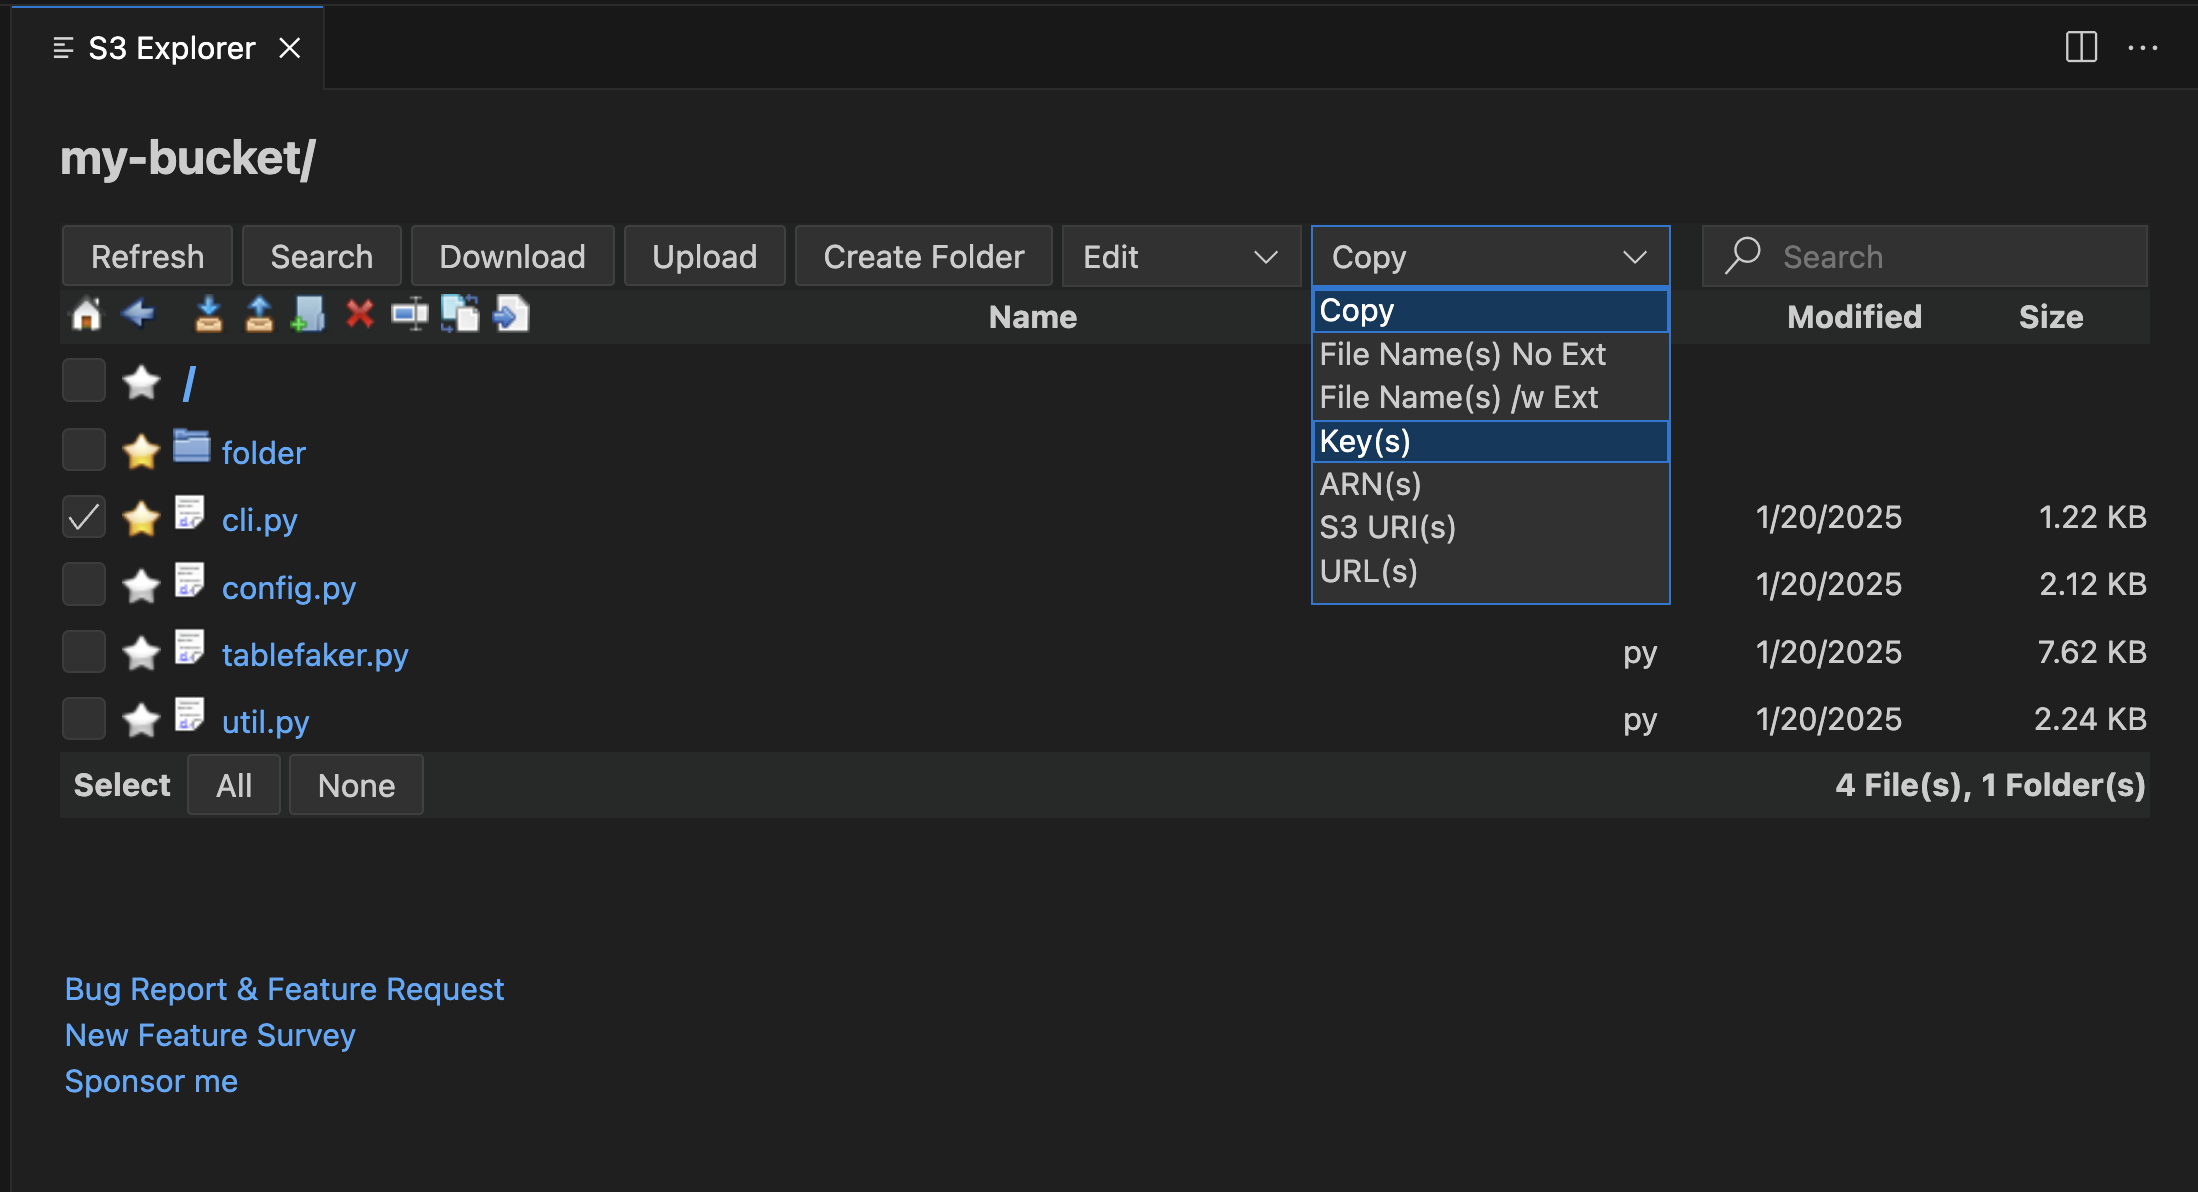 S3 Explorer
my-bucket/
Refresh Search Download Upload Create Folder Edit Copy Search
Name Modified Size
Copy
File Name(s) No Ext
File Name(s) /w Ext
Key(s)
ARN(s)
S3 URI(s)
URL(s)
/
folder
cli.py 1/20/2025 1.22 KB
config.py 1/20/2025 2.12 KB
tablefaker.py py 1/20/2025 7.62 KB
util.py py 1/20/2025 2.24 KB
Select All None 4 File(s), 1 Folder(s)
Bug Report & Feature Request
New Feature Survey
Sponsor me